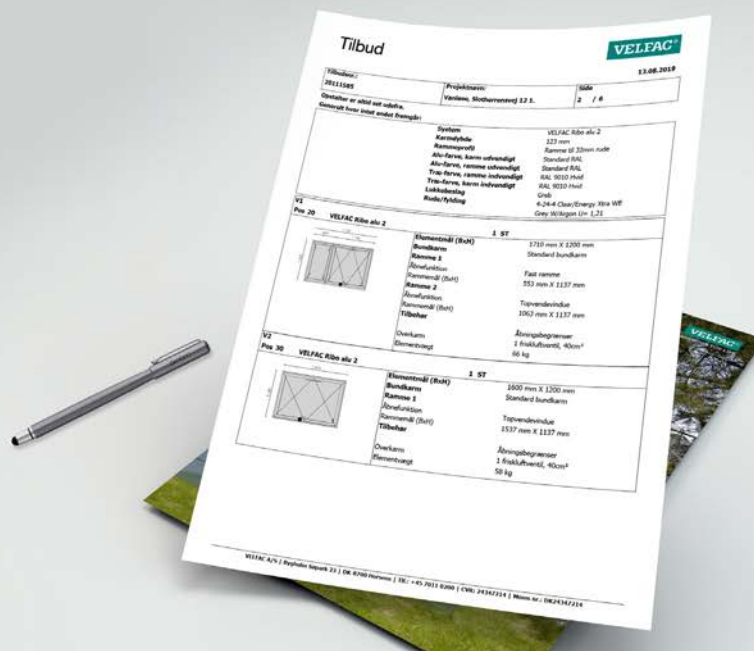 Tilbud
VELFAC®
13.08.2019
Tilbudsnr.: Projektnavn: Side
20111585 Vanløse, Slotherrensvej 12 1. 2 / 6
Opstalter er altid set udefra.
Generelt hvor intet andet fremgår:
System VELFAC Ribo alu 2
Karmdybde 123 mm
Rammeprofil Ramme til 32mm rude
Alu-farve, karm udvendigt Standard RAL
Alu-farve, ramme udvendigt Standard RAL
Træ-farve, ramme indvendigt RAL 9010 Hvid
Træ-farve, karm indvendigt RAL 9010 Hvid
Lukkebeslag Greb
Rude/fylding 4-24-4 Clear/Energy Xtra WE
Grey W/Argon U= 1,21
V1
Pos 20 VELFAC Ribo alu 2 1 ST
Elementmål (BxH) 1710 mm X 1200 mm
Bundkarm Standard bundkarm
Ramme 1
Åbnefunktion Fast ramme
Rammemål (BxH) 553 mm X 1137 mm
Ramme 2
Åbnefunktion Topvendevindue
Rammemål (BxH) 1063 mm X 1137 mm
Tilbehør
Åbningsbegrænser
Overkarm 1 friskluftventil, 40cm²
Elementvægt 66 kg
V2
Pos 30 VELFAC Ribo alu 2 1 ST
Elementmål (BxH) 1600 mm X 1200 mm
Bundkarm Standard bundkarm
Ramme 1
Åbnefunktion Topvendevindue
Rammemål (BxH) 1537 mm X 1137 mm
Tilbehør
Åbningsbegrænser
Overkarm 1 friskluftventil, 40cm²
Elementvægt 58 kg
VELFAC A/S | Bygholm Søpark 23 | DK-8700 Horsens | Tlf.: +45 7011 0200 | CVR: 24347214 | Moms nr.: DK24347214
VELFAC®